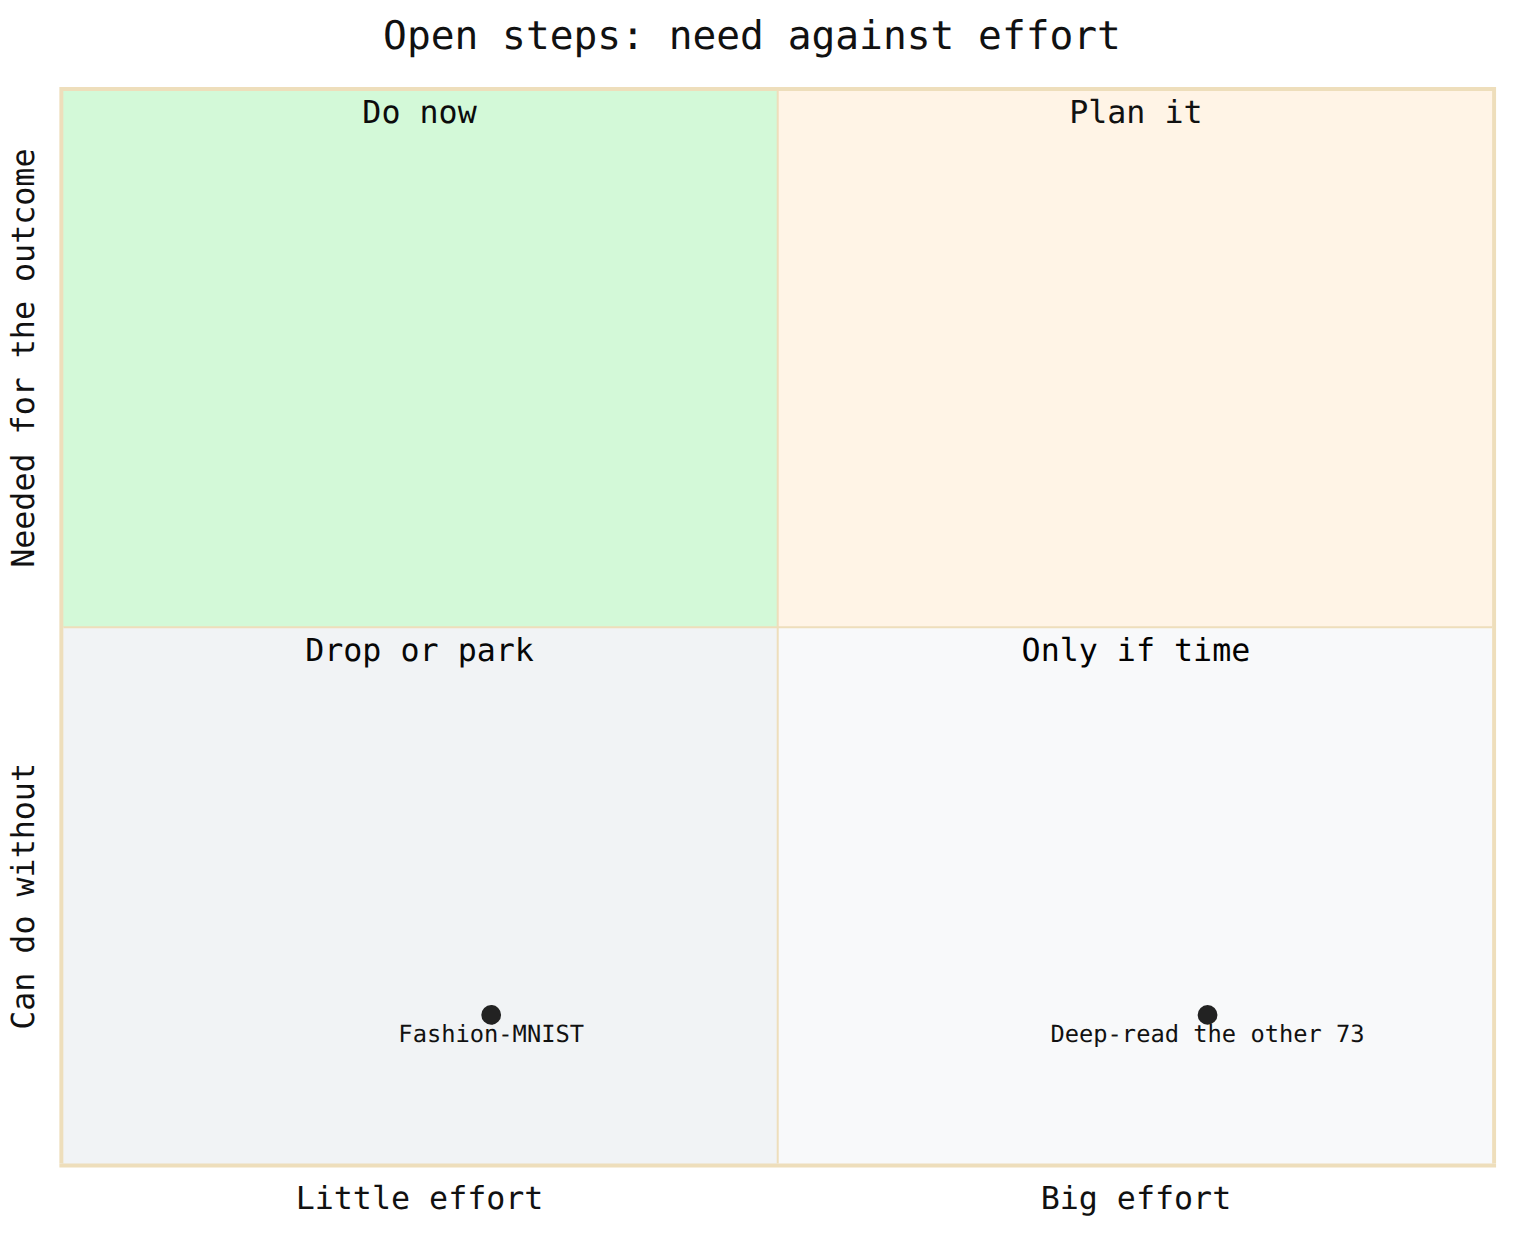 Open steps: need against effort
Do now
Plan it
Needed for the outcome
Drop or park
Only if time
Can do without
Fashion-MNIST
Deep-read the other 73
Little effort
Big effort